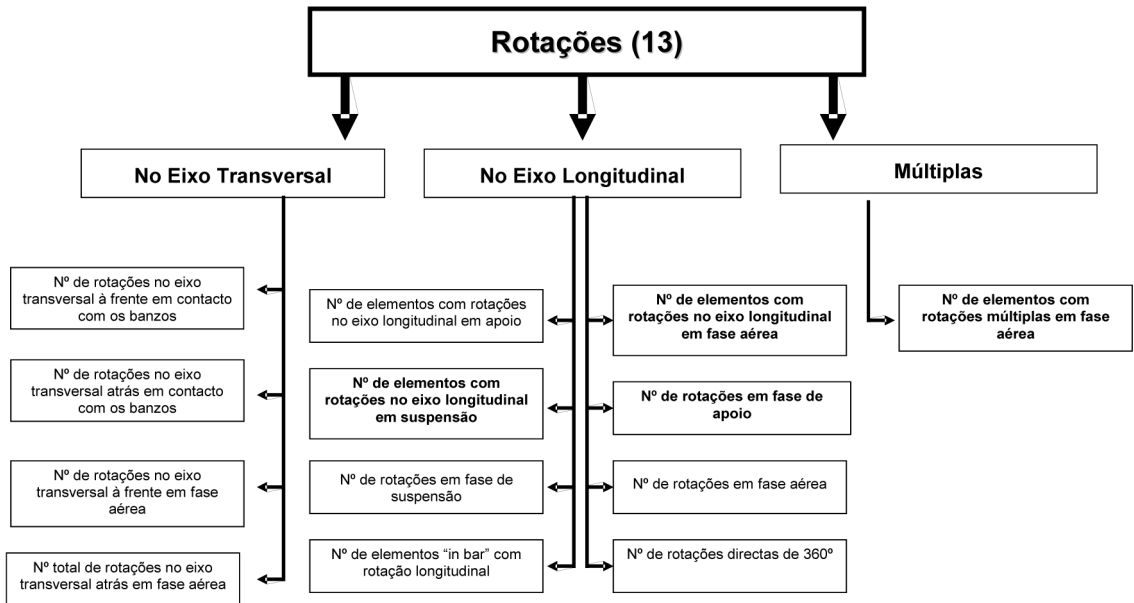 Rotações (13)
No Eixo Transversal
Nº de rotações no eixo
transversal à frente em contacto
com os banzos
Nº de rotações no eixo
transversal atrás em contacto
com os banzos
Nº de rotações no eixo
transversal à frente em fase
aérea
Nº total de rotações no eixo
transversal atrás em fase aérea
No Eixo Longitudinal
Nº de elementos com rotações
no eixo longitudinal em apoio
Nº de elementos com
rotações no eixo longitudinal
em suspensão
Nº de rotações em fase de
suspensão
Nº de elementos “in bar” com
rotação longitudinal
Nº de elementos com
rotações no eixo longitudinal
em fase aérea
Nº de rotações em fase de
apoio
Nº de rotações em fase aérea
Nº de rotações directas de 360º
Múltiplas
Nº de elementos com
rotações múltiplas em fase
aérea